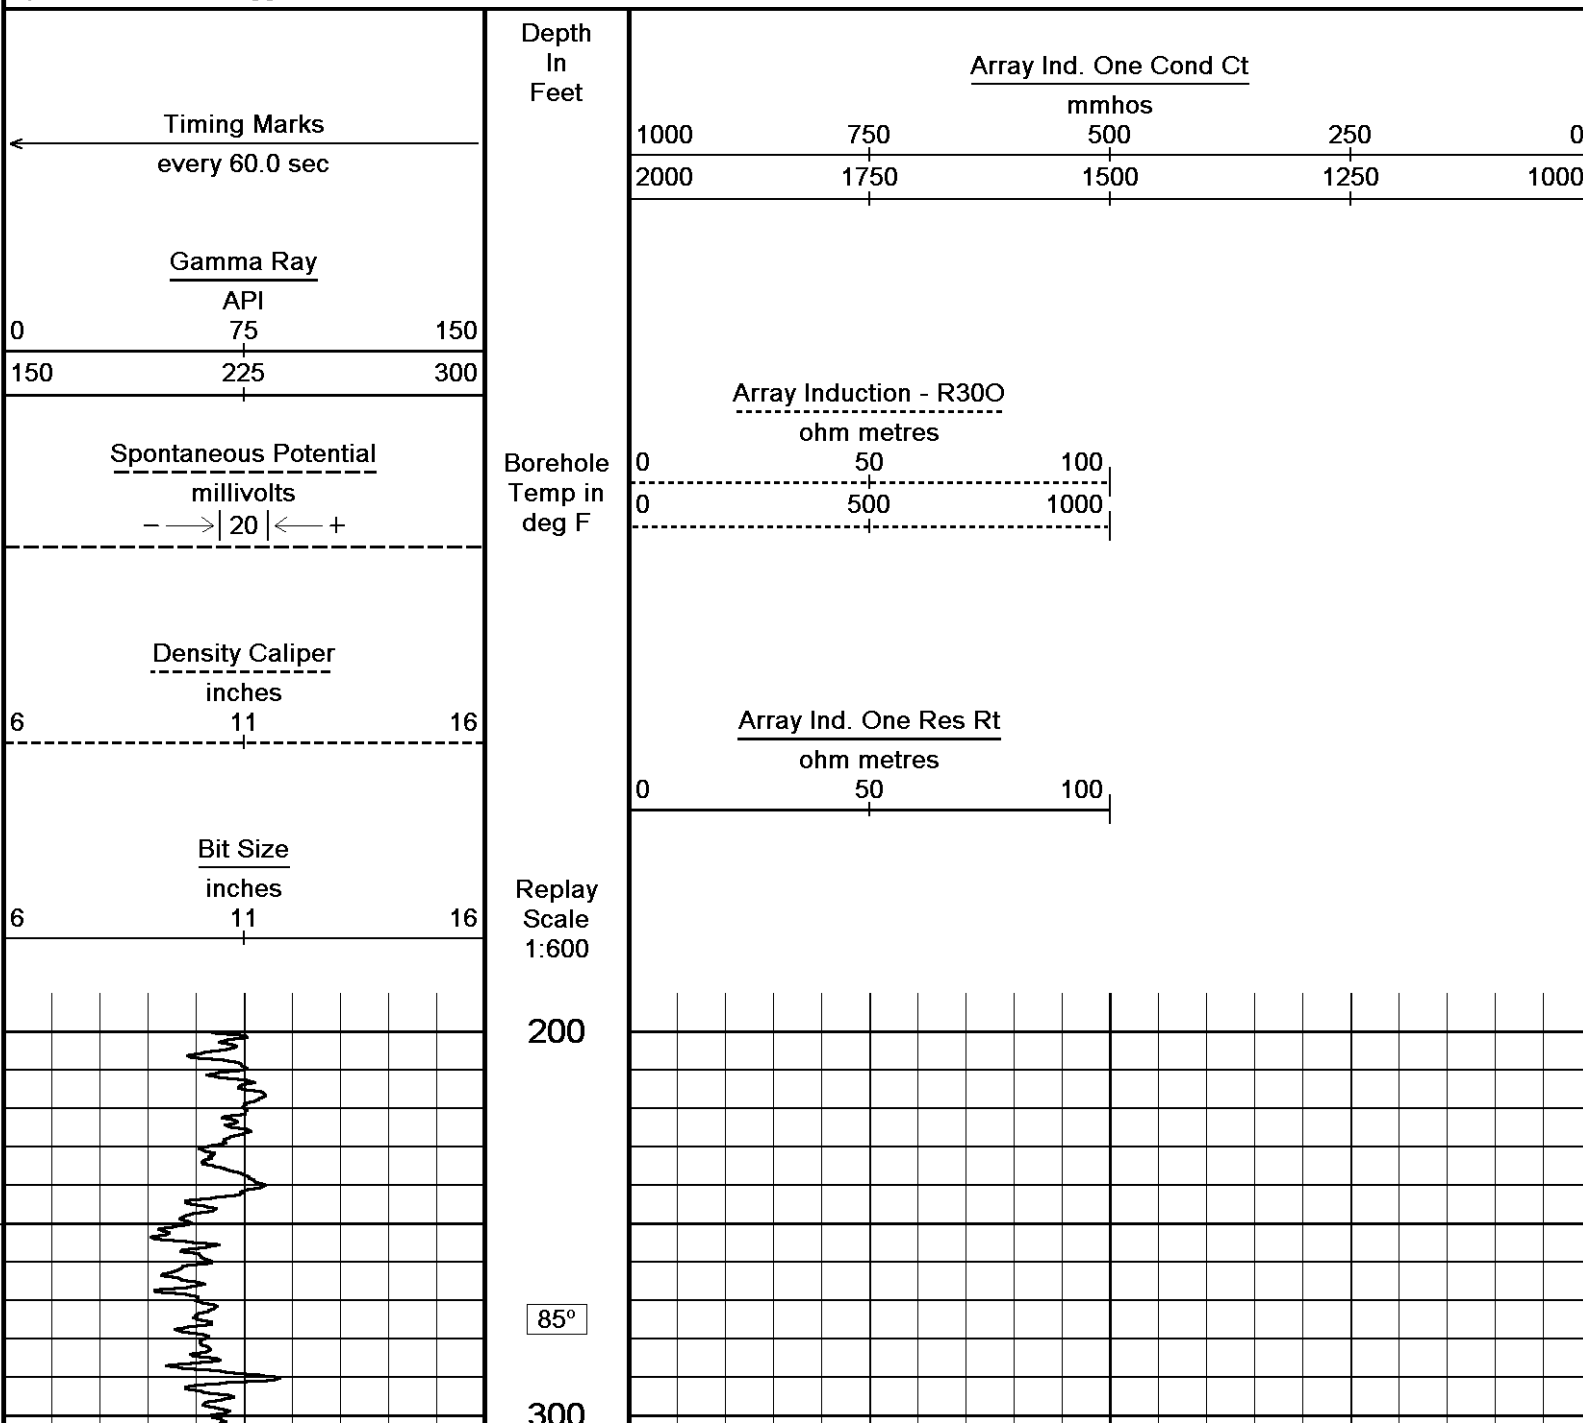 Timing Marks
every 60.0 sec
Gamma Ray
API
0 75 150
150 225 300
Spontaneous Potential
millivolts
− 20 +
Density Caliper
inches
6 11 16
Bit Size
inches
6 11 16
Depth
In
Feet
Borehole
Temp in
deg F
Replay
Scale
1:600
200
85º
300
Array Ind. One Cond Ct
mmhos
1000 750 500 250 0
2000 1750 1500 1250 1000
Array Induction - R30O
ohm metres
0 50 100
0 500 1000
Array Ind. One Res Rt
ohm metres
0 50 100